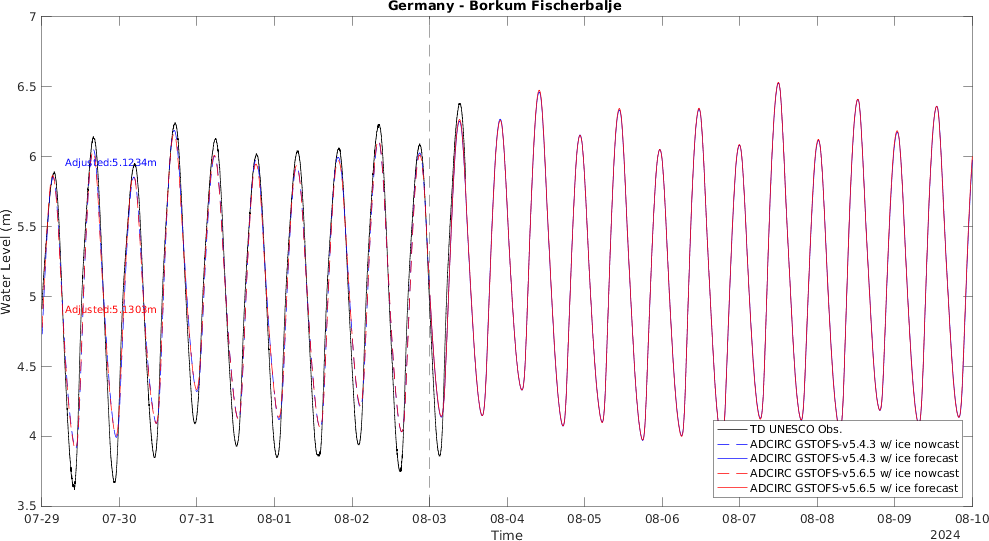 Germany - Borkum Fischerbalje
Water Level (m)
7
6.5
6
5.5
5
4.5
4
3.5
Adjusted:5.1234m
Adjusted:5.1303m
TD UNESCO Obs.
ADCIRC GSTOFS-v5.4.3 w/ ice nowcast
ADCIRC GSTOFS-v5.4.3 w/ ice forecast
ADCIRC GSTOFS-v5.6.5 w/ ice nowcast
ADCIRC GSTOFS-v5.6.5 w/ ice forecast
07-29 07-30 07-31 08-01 08-02 08-03 08-04 08-05 08-06 08-07 08-08 08-09 08-10
Time
2024